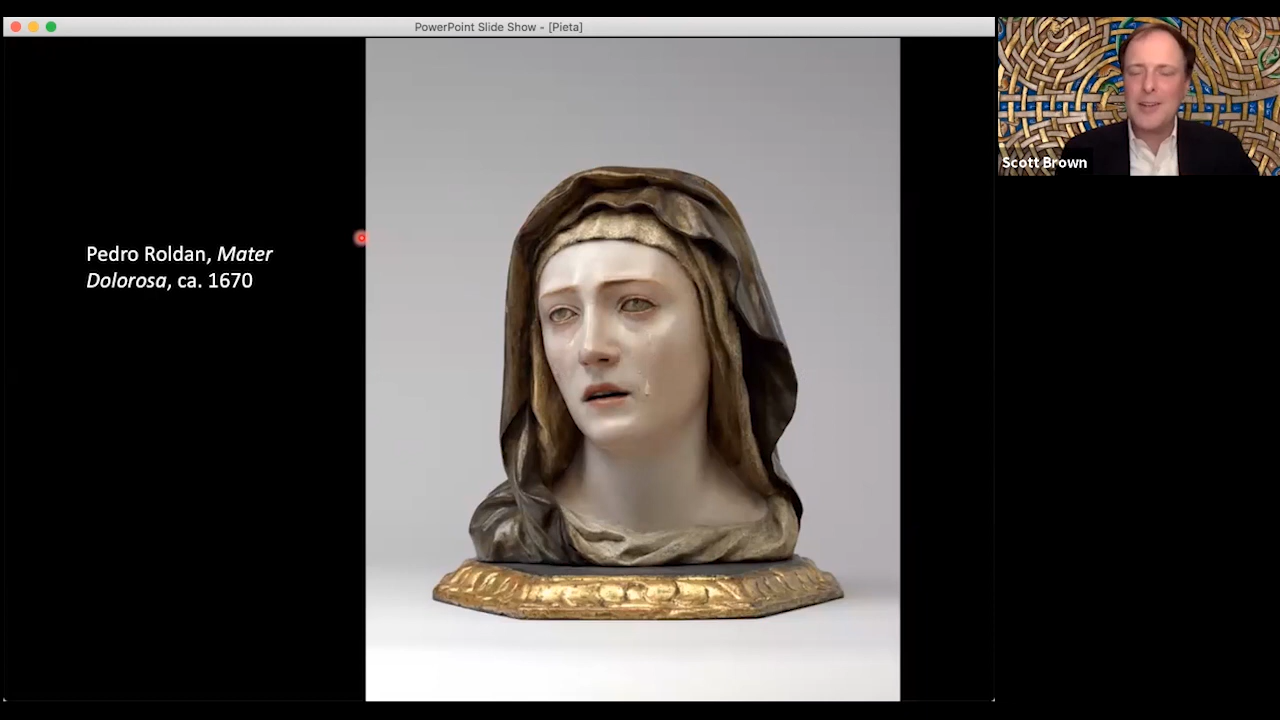 PowerPoint Slide Show - [Pieta]
Pedro Roldan, Mater
Dolorosa, ca. 1670
Scott Brown